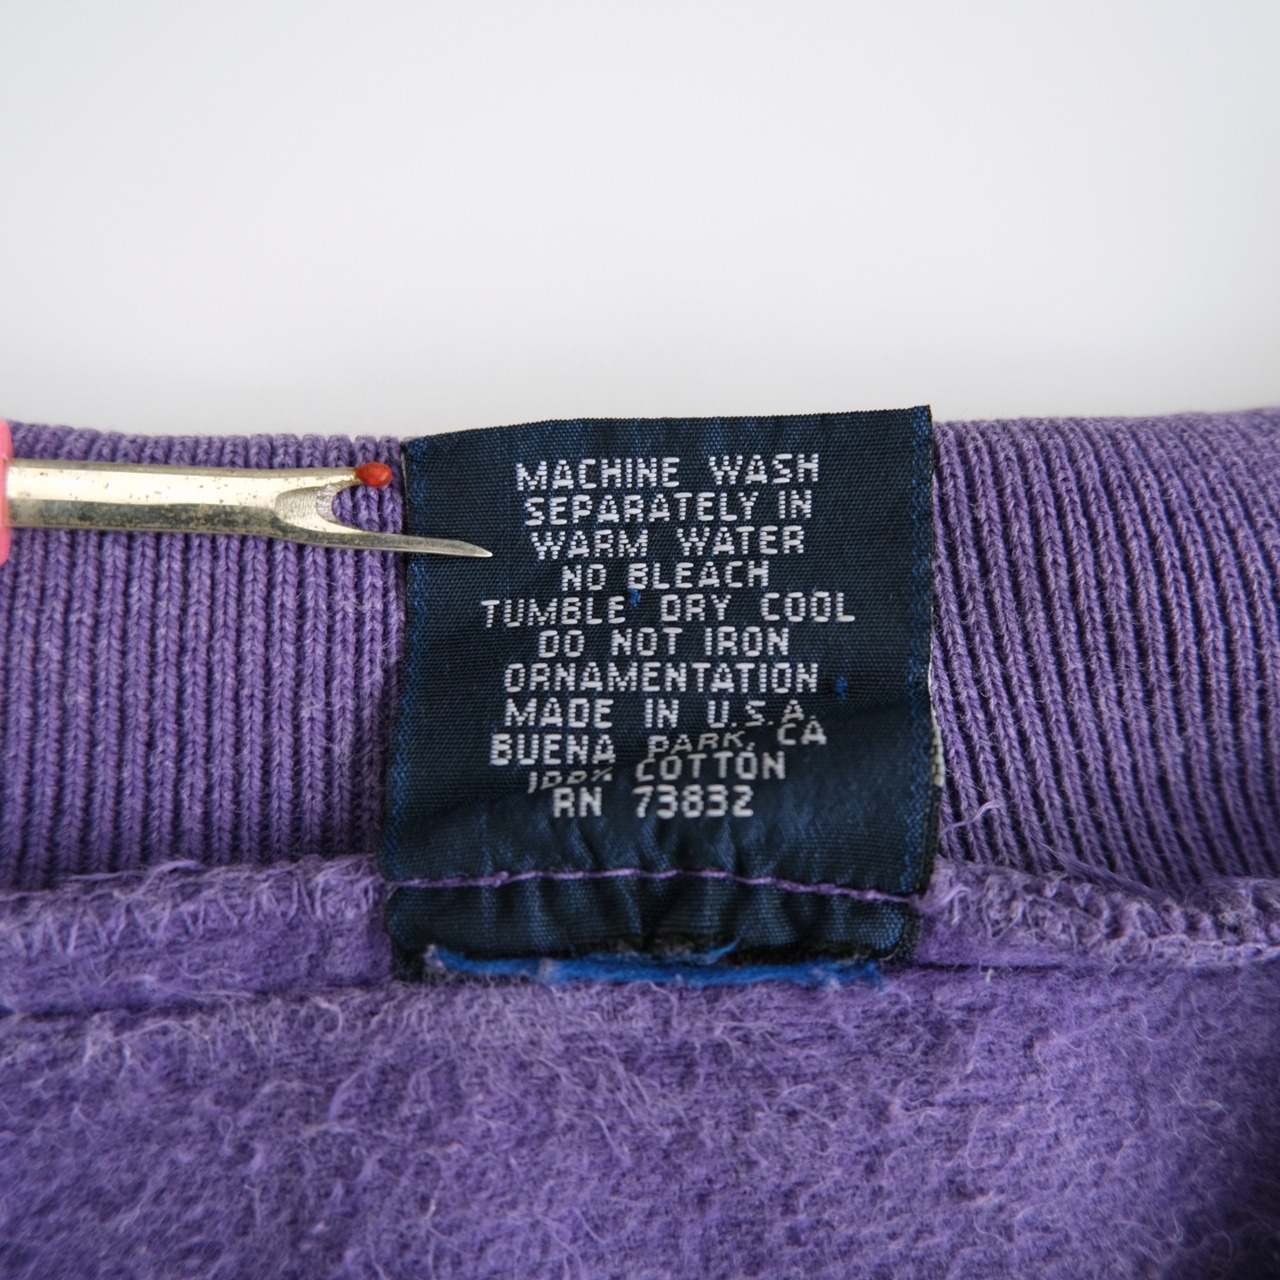 MACHINE WASH
SEPARATELY IN
WARM WATER
NO BLEACH
TUMBLE DRY COOL
DO NOT IRON
ORNAMENTATION
MADE IN U.S.A.
BUENA PARK, CA
100% COTTON
RN 73832